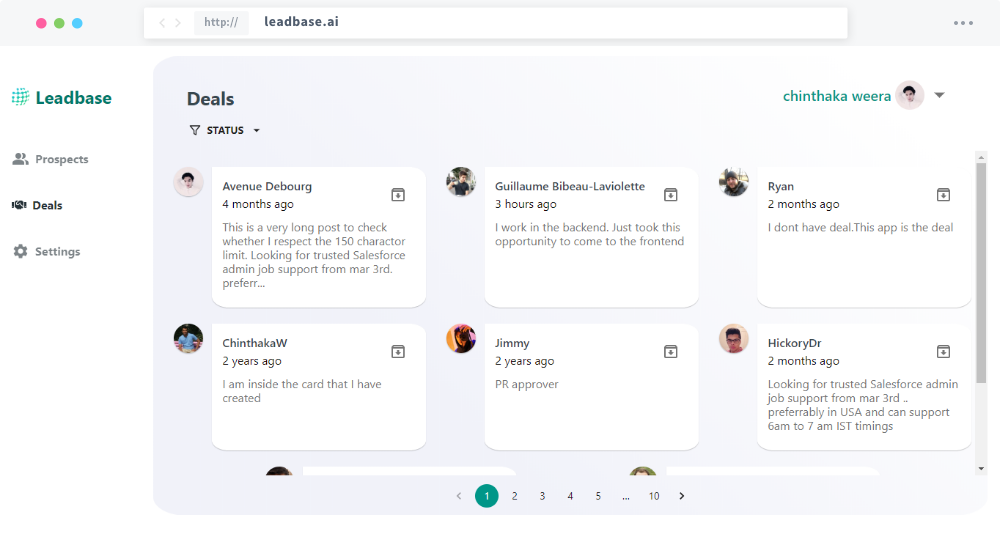 http://
leadbase.ai
Leadbase
Prospects
Deals
Settings
Deals
chinthaka weera
STATUS
Avenue Debourg
4 months ago
This is a very long post to check
whether I respect the 150 charactor
limit. Looking for trusted Salesforce
admin job support from mar 3rd.
preferr...
Guillaume Bibeau-Laviolette
3 hours ago
I work in the backend. Just took this
opportunity to come to the frontend
Ryan
2 months ago
I dont have deal.This app is the deal
ChinthakaW
2 years ago
I am inside the card that I have
created
Jimmy
2 years ago
PR approver
HickoryDr
2 months ago
Looking for trusted Salesforce admin
job support from mar 3rd ..
preferrably in USA and can support
6am to 7 am IST timings
1 2 3 4 5 ... 10